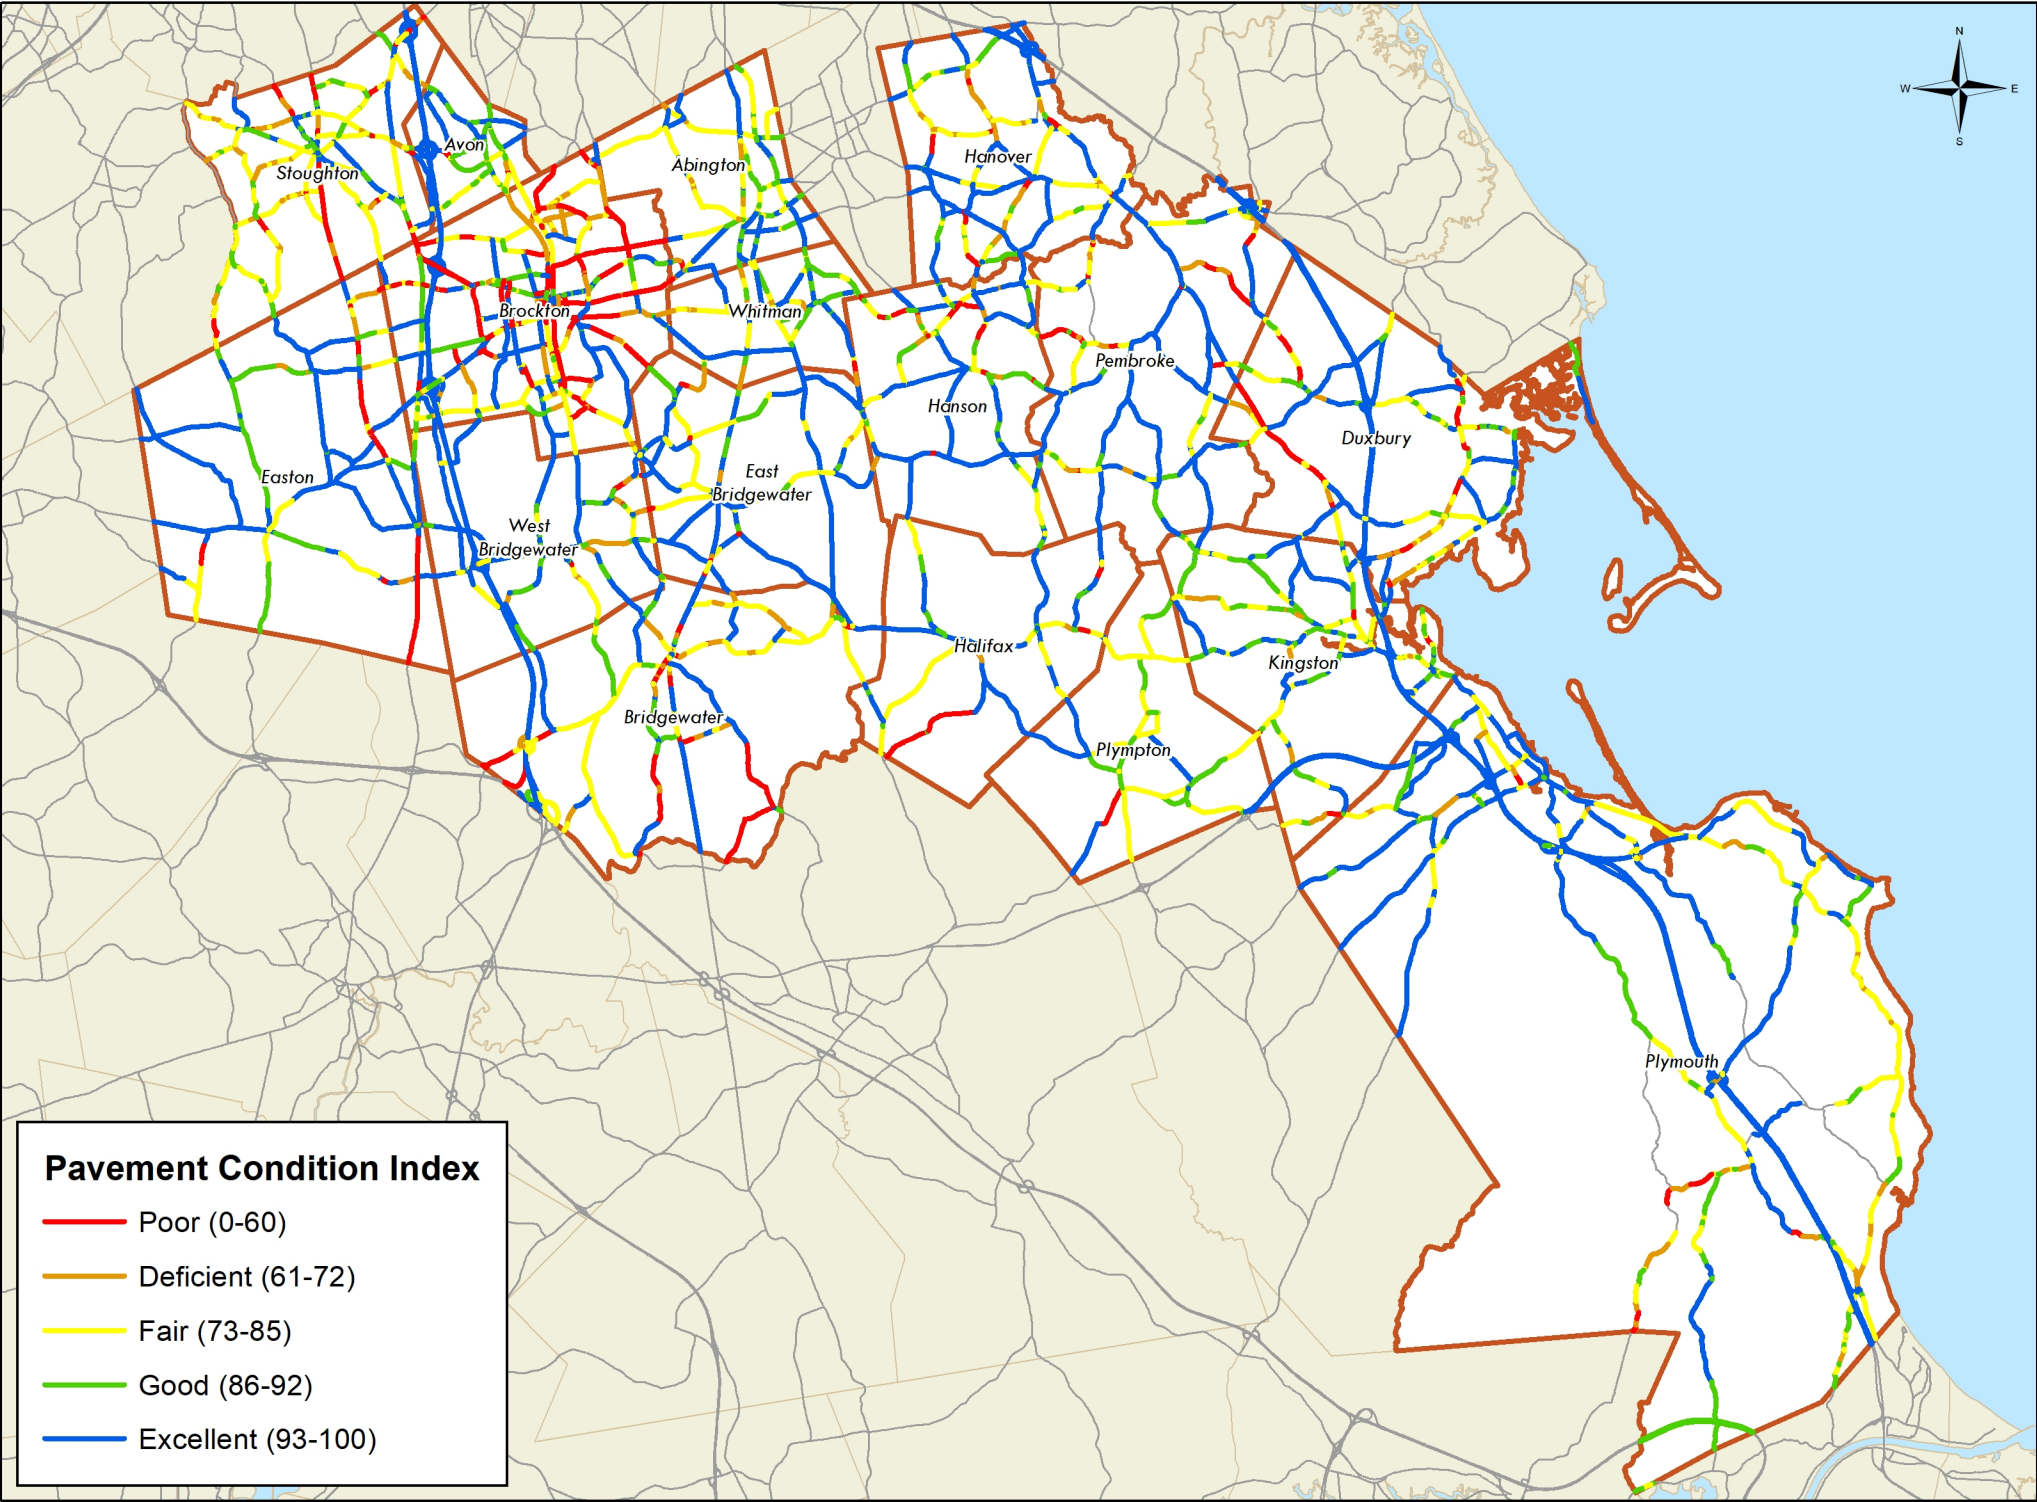 N
W E
S
Avon
Stoughton
Abington
Hanover
Brockton
Whitman
Pembroke
Hanson
Duxbury
Easton
East
Bridgewater
West
Bridgewater
Halifax
Kingston
Bridgewater
Plympton
Plymouth
Pavement Condition Index
Poor (0-60)
Deficient (61-72)
Fair (73-85)
Good (86-92)
Excellent (93-100)